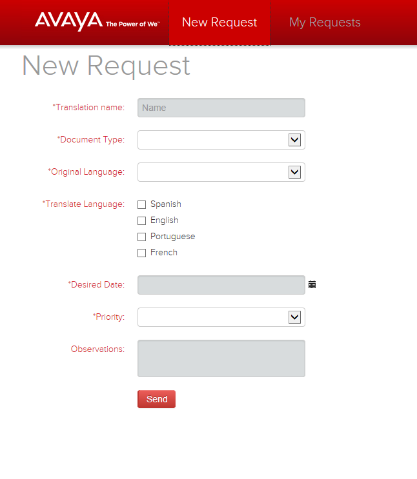 AVAYA The Power of We™ New Request My Requests
New Request
*Translation name: Name
*Document Type:
*Original Language:
*Translate Language: Spanish
English
Portuguese
French
*Desired Date:
*Priority:
Observations:
Send